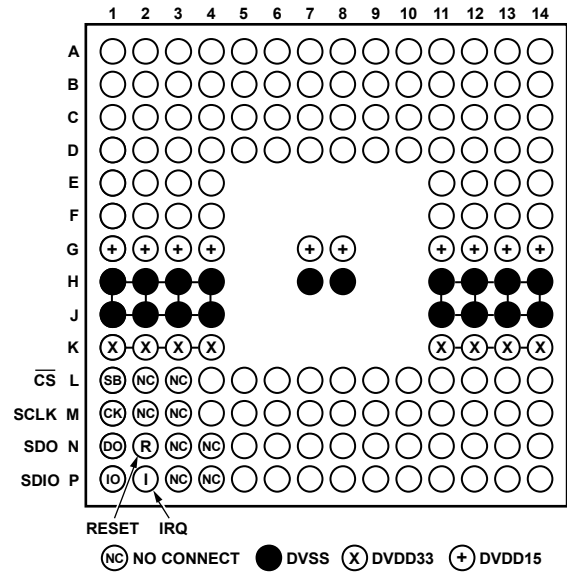 1 2 3 4 5 6 7 8 9 10 11 12 13 14
A
B
C
D
E
F
G + + + + + + + + + +
H
J
K X X X X X X X X
CS L SB NC NC
SCLK M CK NC NC
SDO N DO R NC NC
SDIO P IO I NC NC
RESET IRQ
NC NO CONNECT DVSS X DVDD33 + DVDD15